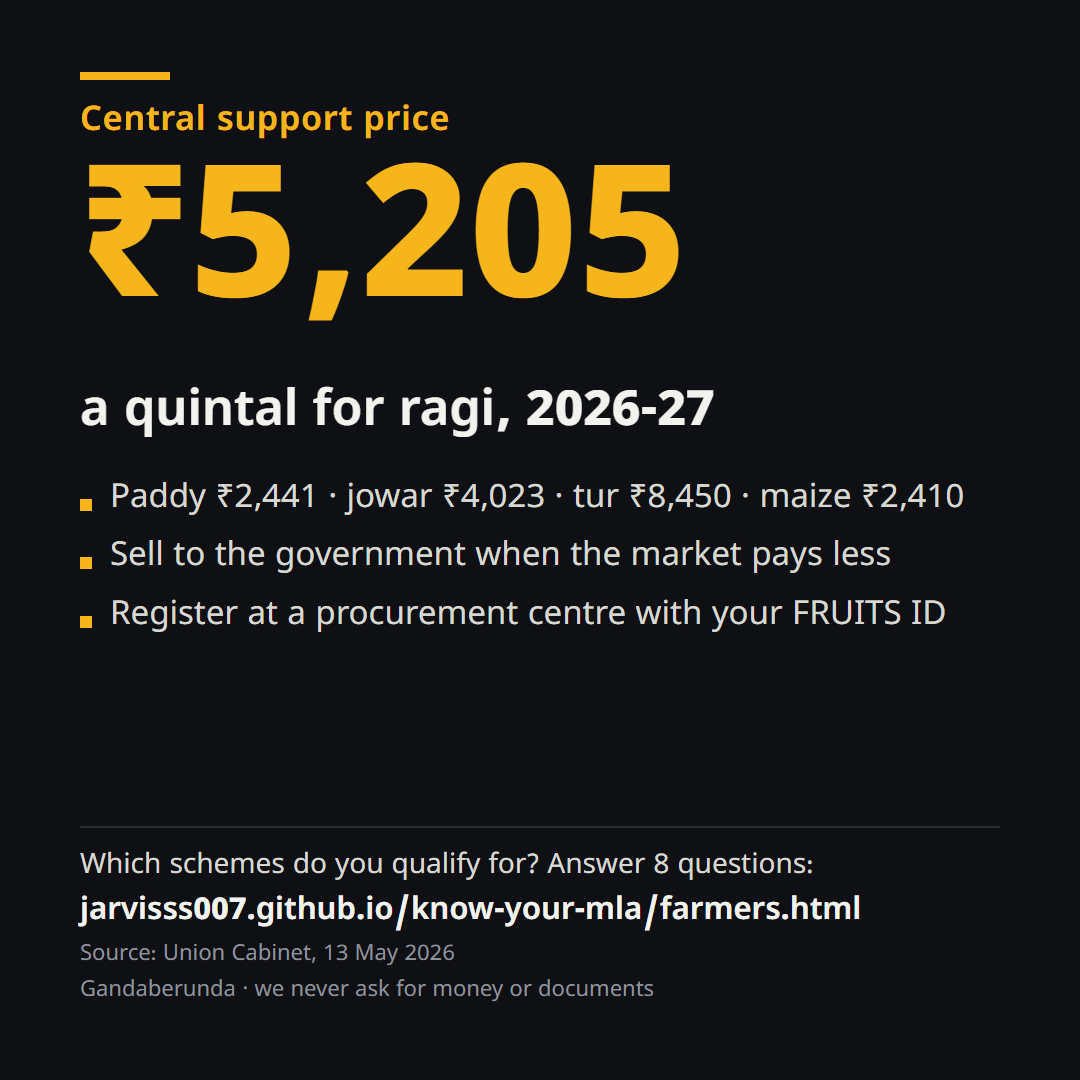 Central support price
₹5,205
a quintal for ragi, 2026-27
Paddy ₹2,441 · jowar ₹4,023 · tur ₹8,450 · maize ₹2,410
Sell to the government when the market pays less
Register at a procurement centre with your FRUITS ID
Which schemes do you qualify for? Answer 8 questions:
jarvisss007.github.io/know-your-mla/farmers.html
Source: Union Cabinet, 13 May 2026
Gandaberunda · we never ask for money or documents